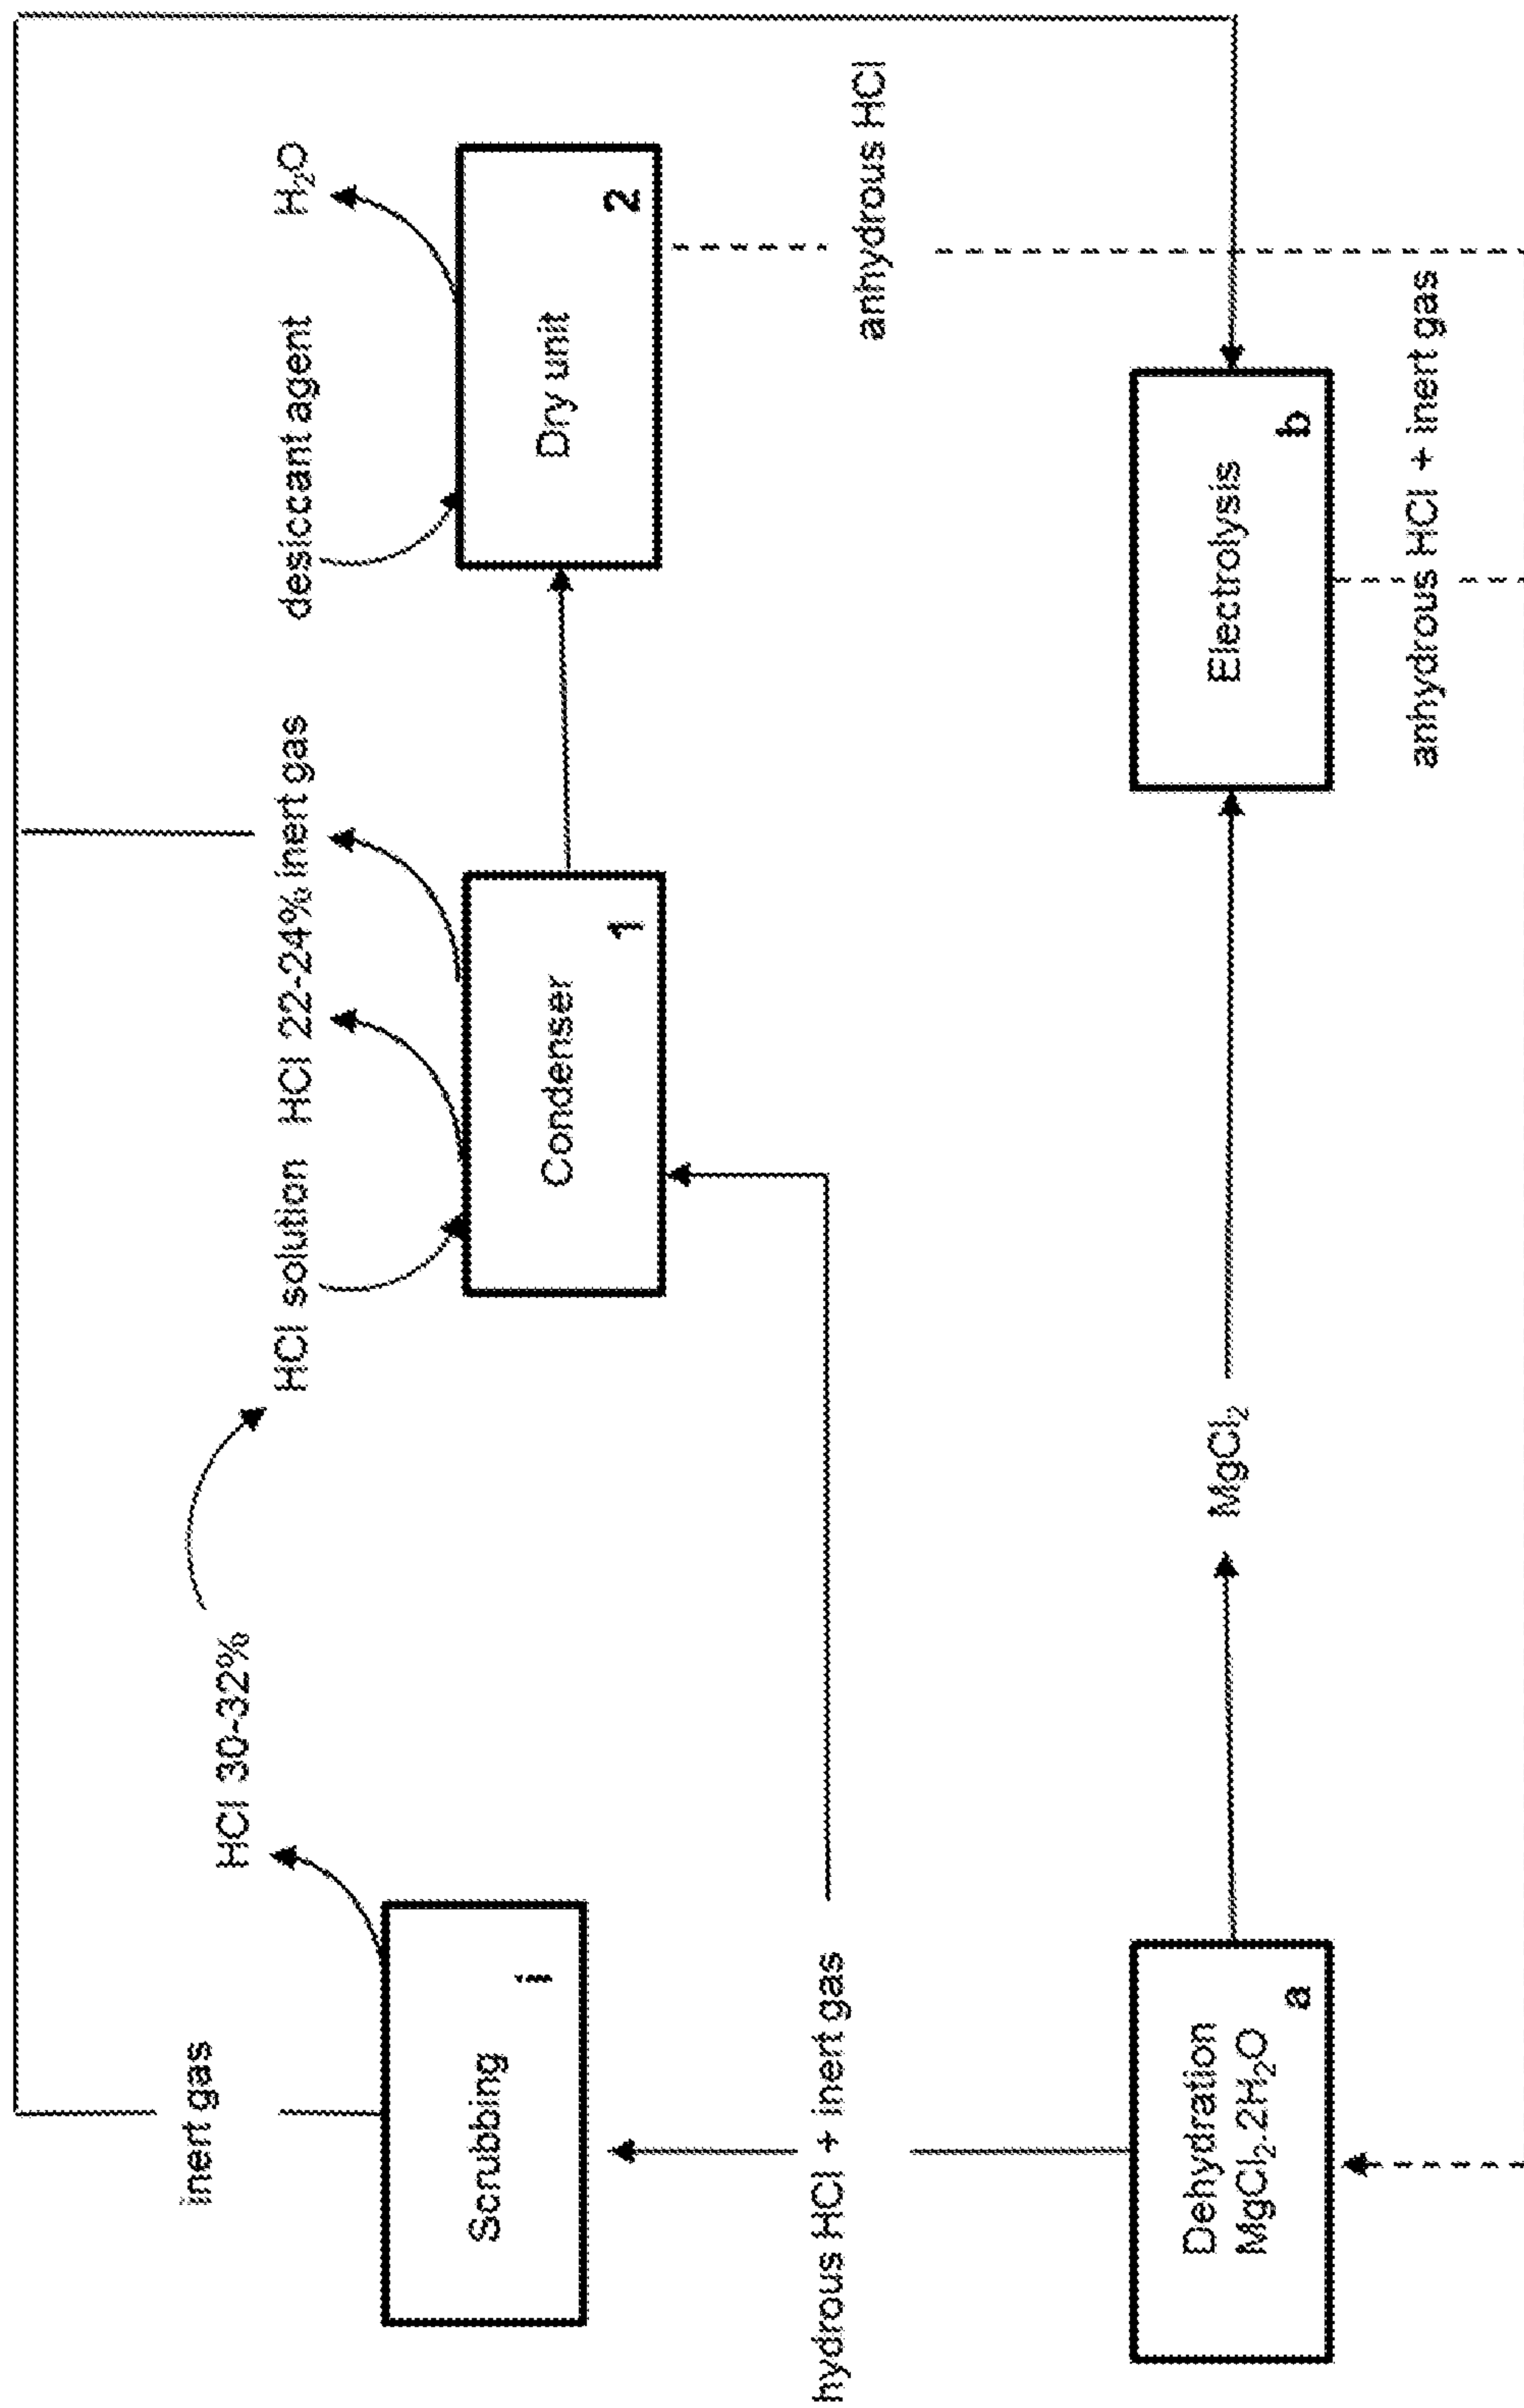 inert gas
Scrubbing
i
HCl 30-32%
HCl solution
HCl 22-24%
inert gas
Condenser
1
desiccant agent
H₂O
Dry unit
2
hydrous HCl + inert gas
anhydrous HCl
Dehydration
MgCl₂.2H₂O
a
MgCl₂
Electrolysis
b
anhydrous HCl + inert gas